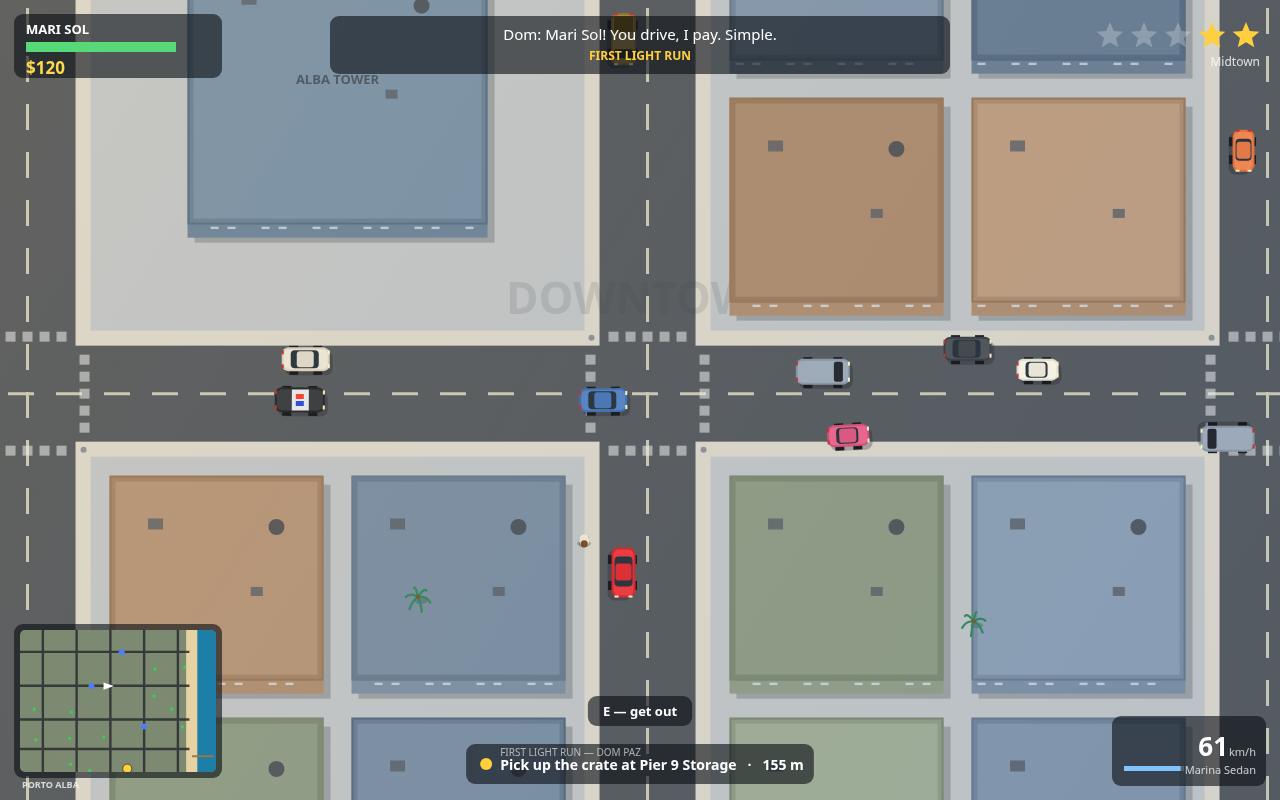 MARI SOL
$120
Dom: Mari Sol! You drive, I pay. Simple.
FIRST LIGHT RUN
Midtown
ALBA TOWER
DOWNTOW
E — get out
FIRST LIGHT RUN — DOM PAZ
Pick up the crate at Pier 9 Storage · 155 m
61 km/h
Marina Sedan
PORTO ALBA